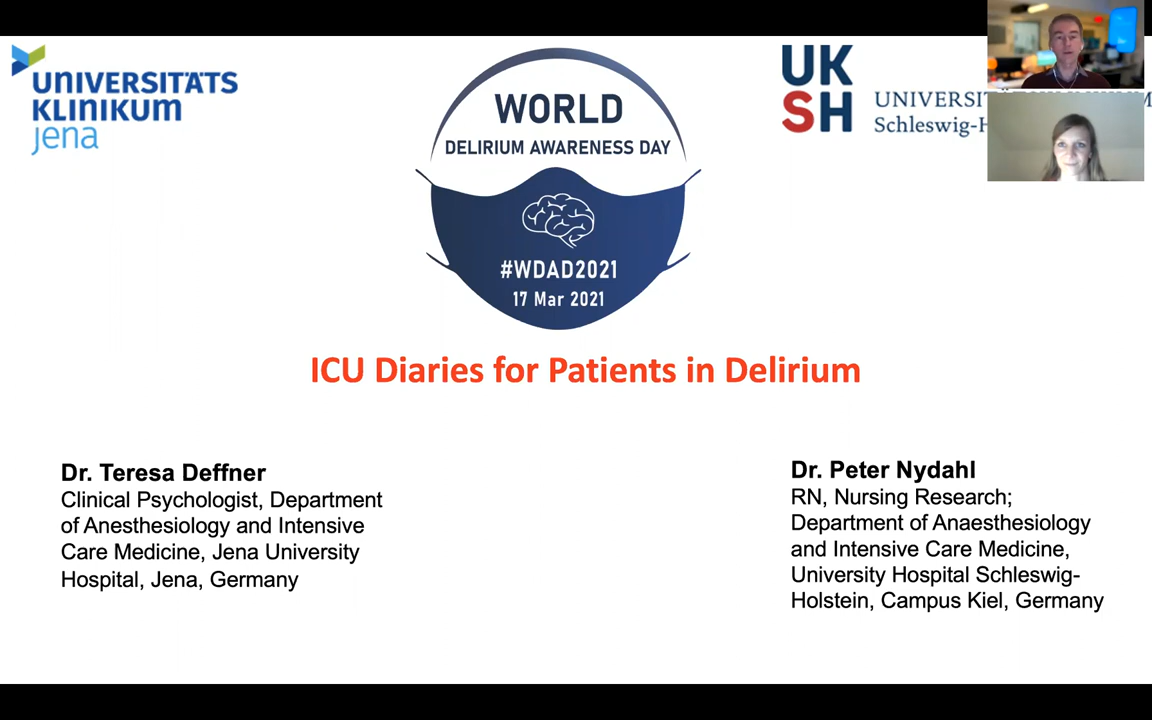 UNIVERSITÄTS
KLINIKUM
jena
WORLD
DELIRIUM AWARENESS DAY
#WDAD2021
17 Mar 2021
UK
SH
Schleswig-H
ICU Diaries for Patients in Delirium
Dr. Teresa Deffner
Clinical Psychologist, Department
of Anesthesiology and Intensive
Care Medicine, Jena University
Hospital, Jena, Germany
Dr. Peter Nydahl
RN, Nursing Research;
Department of Anaesthesiology
and Intensive Care Medicine,
University Hospital Schleswig-
Holstein, Campus Kiel, Germany